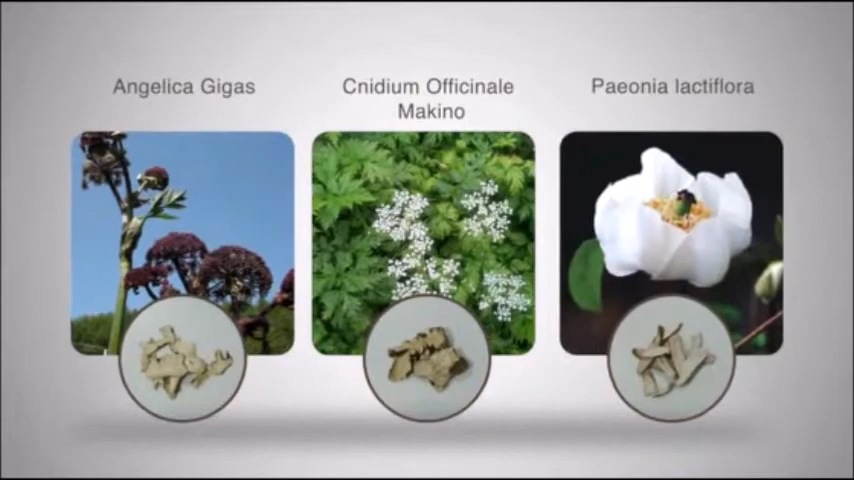 Angelica Gigas
Cnidium Officinale
Makino
Paeonia lactiflora